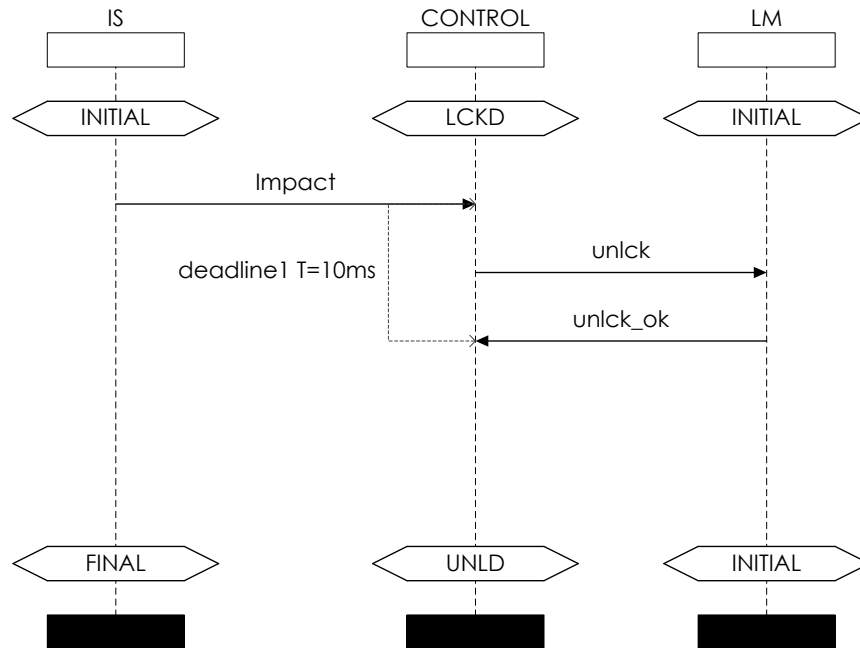 IS CONTROL LM
INITIAL LCKD INITIAL
Impact
unlck
deadline1 T=10ms
unlck_ok
FINAL UNLD INITIAL